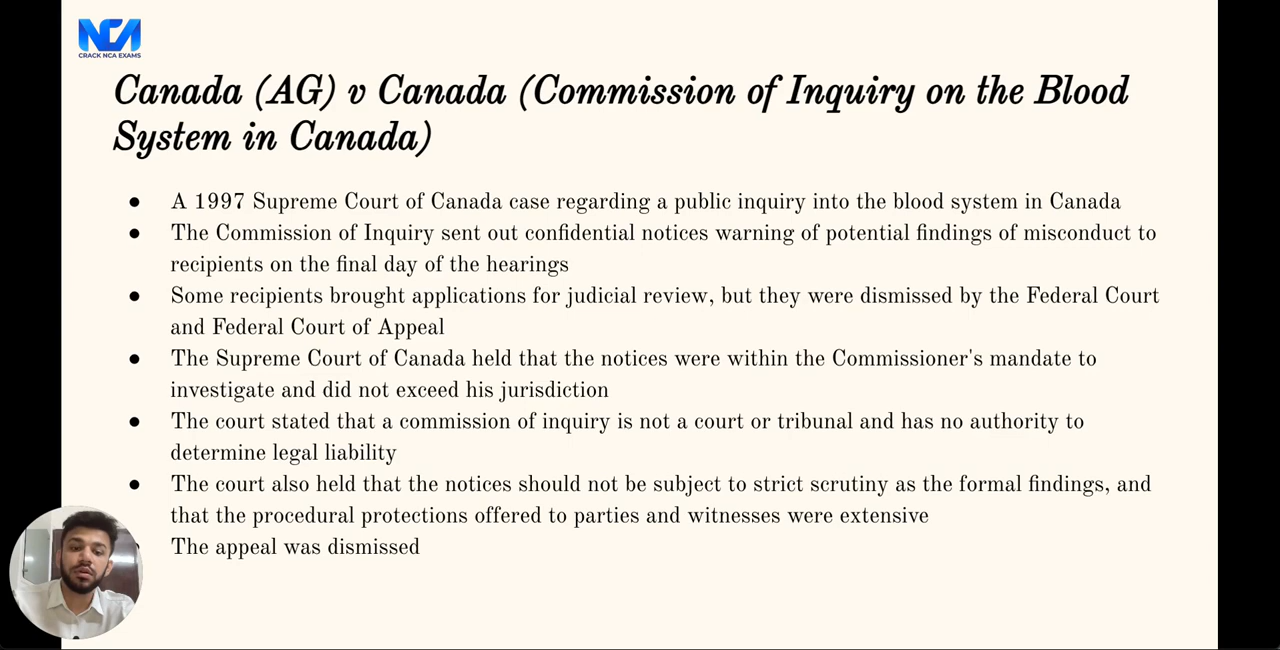 NCA
CRACK NCA EXAMS
Canada (AG) v Canada (Commission of Inquiry on the Blood
System in Canada)
● A 1997 Supreme Court of Canada case regarding a public inquiry into the blood system in Canada
● The Commission of Inquiry sent out confidential notices warning of potential findings of misconduct to
recipients on the final day of the hearings
● Some recipients brought applications for judicial review, but they were dismissed by the Federal Court
and Federal Court of Appeal
● The Supreme Court of Canada held that the notices were within the Commissioner's mandate to
investigate and did not exceed his jurisdiction
● The court stated that a commission of inquiry is not a court or tribunal and has no authority to
determine legal liability
● The court also held that the notices should not be subject to strict scrutiny as the formal findings, and
that the procedural protections offered to parties and witnesses were extensive
The appeal was dismissed